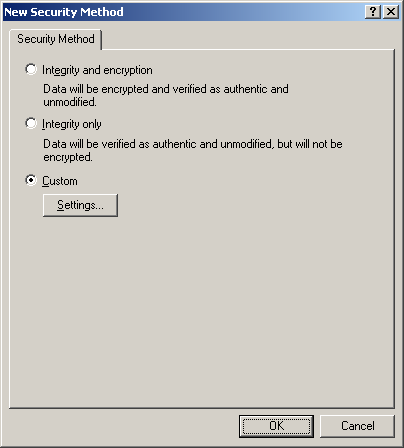 New Security Method
Security Method
Integrity and encryption
Data will be encrypted and verified as authentic and
unmodified.
Integrity only
Data will be verified as authentic and unmodified, but will not be
encrypted.
Custom
Settings...
OK
Cancel